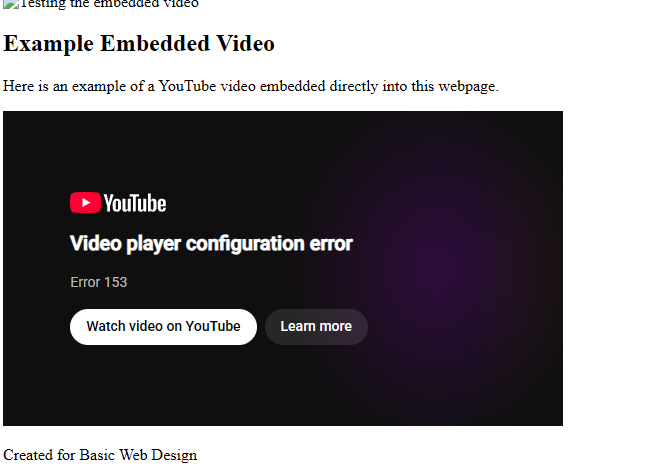 Testing the embedded video
Example Embedded Video
Here is an example of a YouTube video embedded directly into this webpage.
YouTube
Video player configuration error
Error 153
Watch video on YouTube
Learn more
Created for Basic Web Design